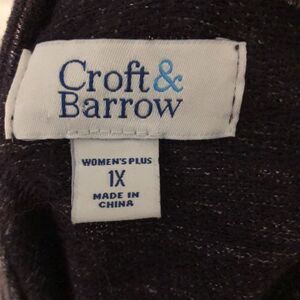 Croft&
Barrow
WOMEN'S PLUS
1X
MADE IN
CHINA